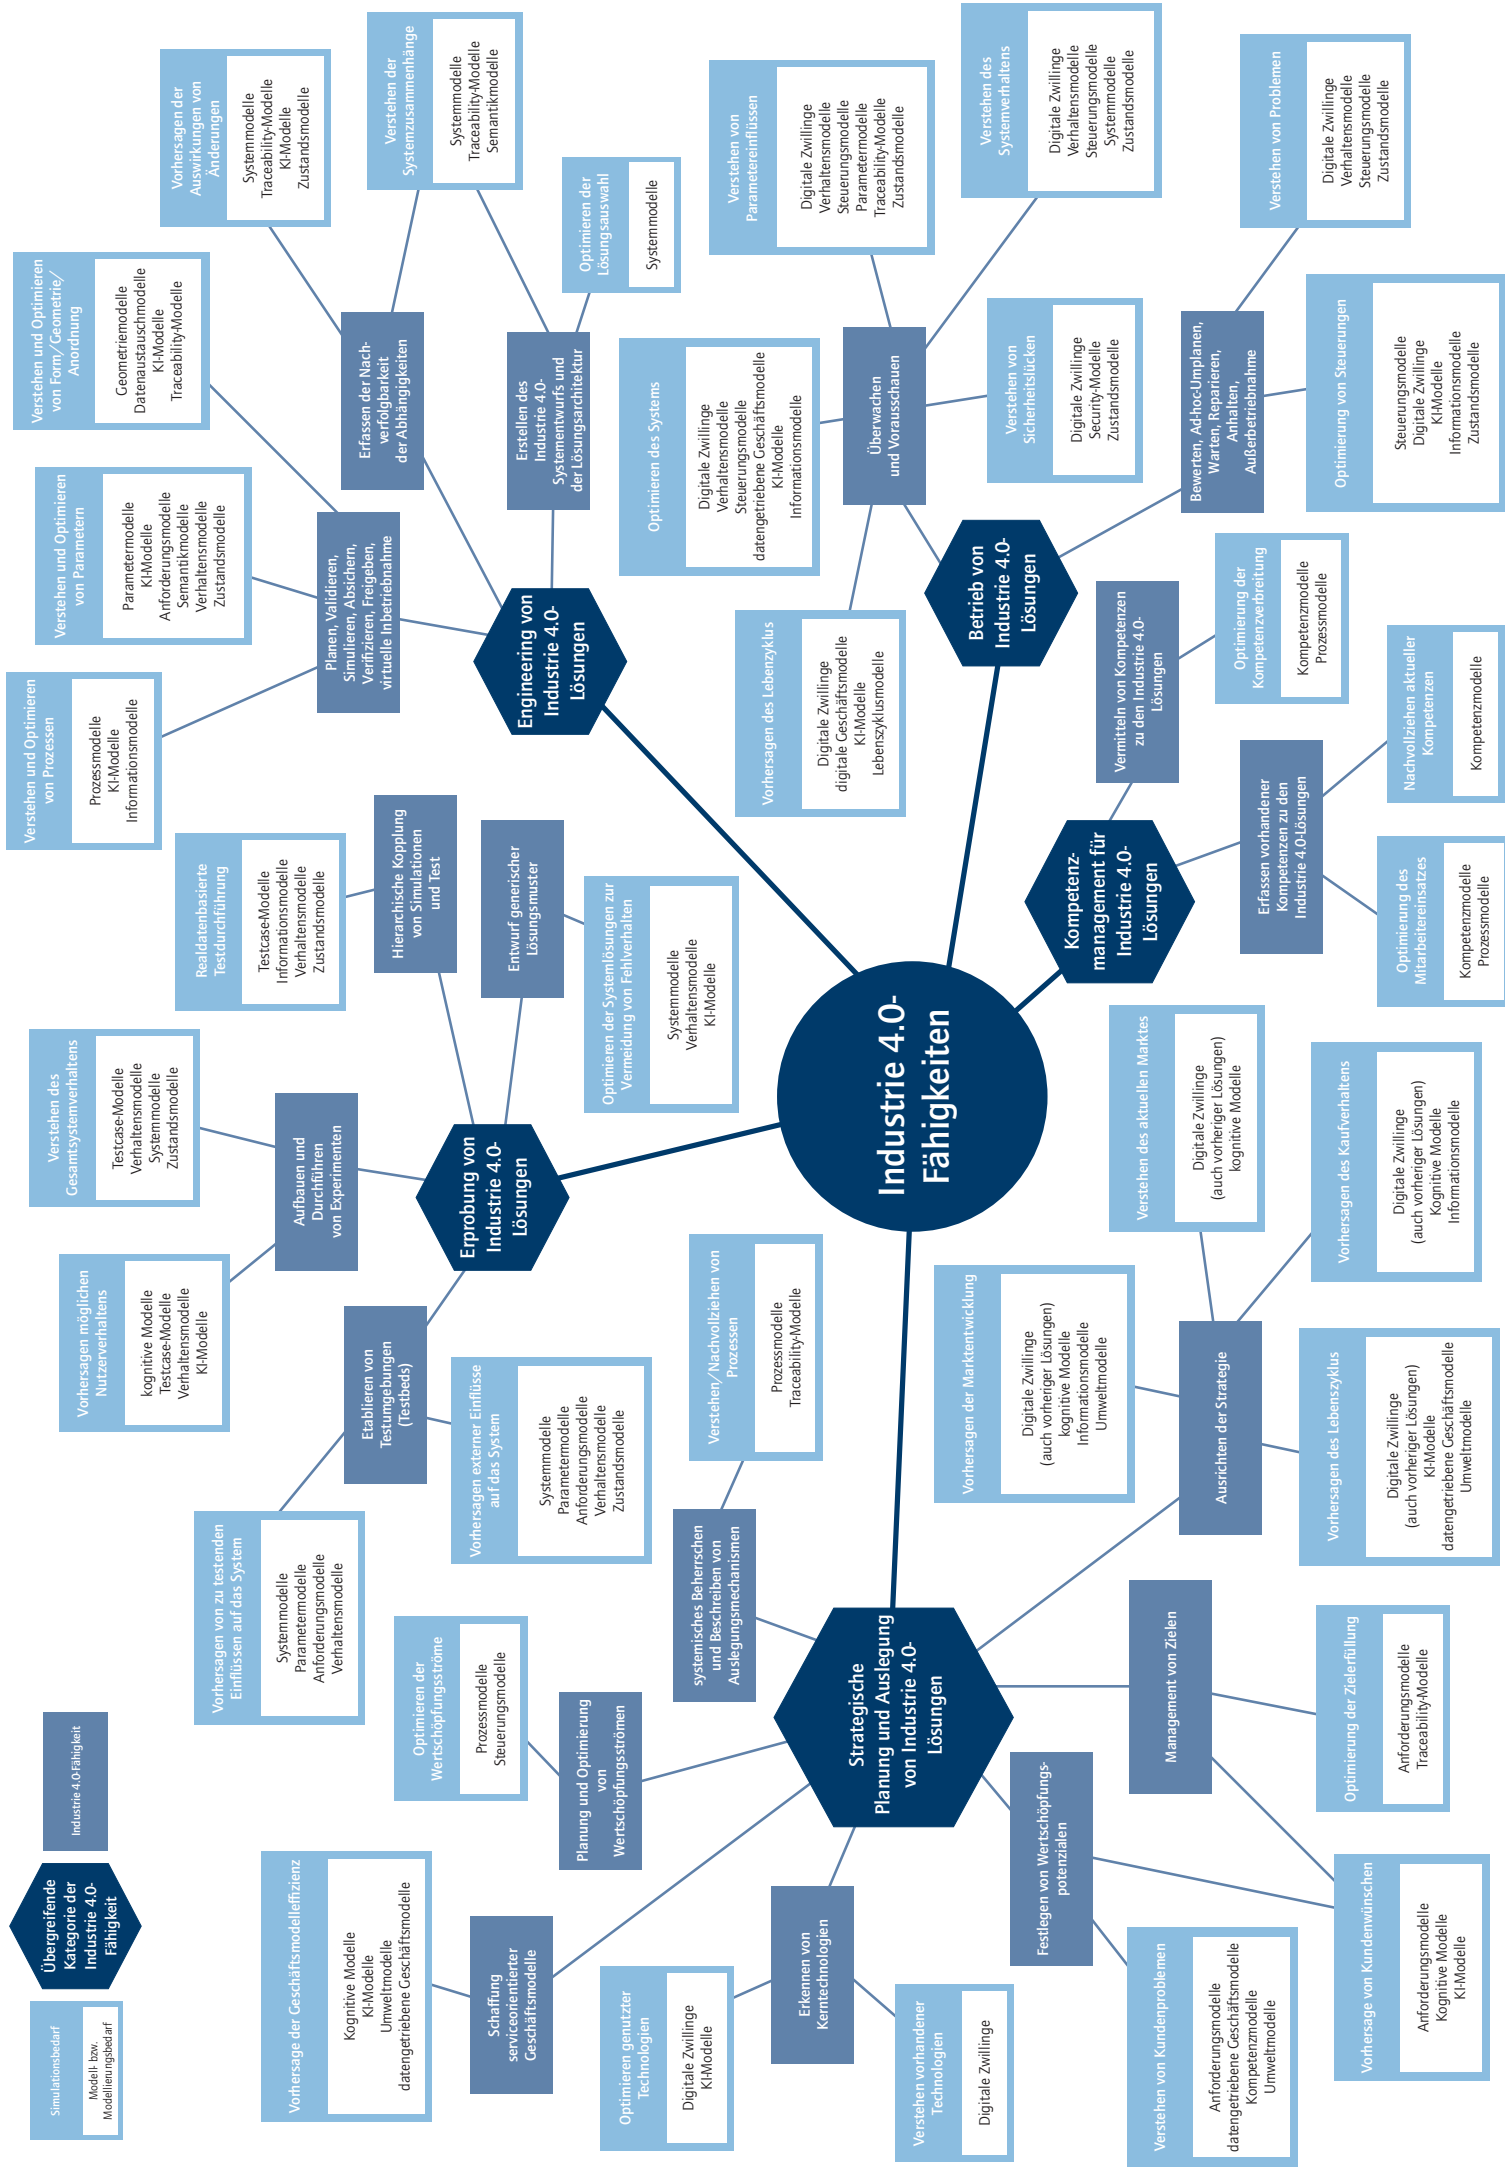 Simulationsbedarf
Modell- bzw.
Modellierungsbedarf
Übergreifende
Kategorie der
Industrie 4.0-
Fähigkeit
Industrie 4.0-Fähigkeit
Industrie 4.0-
Fähigkeiten
Strategische
Planung und Auslegung
von Industrie 4.0-
Lösungen
Schaffung
serviceorientierter
Geschäftsmodelle
Vorhersage der Geschäftsmodelleffizienz
Kognitive Modelle
KI-Modelle
Umweltmodelle
datengetriebene Geschäftsmodelle
Planung und Optimierung
von
Wertschöpfungsströmen
Optimieren der
Wertschöpfungsströme
Prozessmodelle
Steuerungsmodelle
systemisches Beherrschen
und Beschreiben von
Auslegungsmechanismen
Verstehen/Nachvollziehen von
Prozessen
Prozessmodelle
Traceability-Modelle
Erkennen von
Kerntechnologien
Optimieren genutzter
Technologien
Digitale Zwillinge
KI-Modelle
Verstehen vorhandener
Technologien
Digitale Zwillinge
Festlegen von Wertschöpfungs-
potenzialen
Verstehen von Kundenproblemen
Anforderungsmodelle
datengetriebene Geschäftsmodelle
Kompetenzmodelle
Umweltmodelle
Vorhersage von Kundenwünschen
Anforderungsmodelle
Kognitive Modelle
KI-Modelle
Management von Zielen
Optimierung der Zielerfüllung
Anforderungsmodelle
Traceability-Modelle
Ausrichten der Strategie
Vorhersagen der Marktentwicklung
Digitale Zwillinge
(auch vorheriger Lösungen)
kognitive Modelle
Informationsmodelle
Umweltmodelle
Verstehen des aktuellen Marktes
Digitale Zwillinge
(auch vorheriger Lösungen)
kognitive Modelle
Vorhersagen des Kaufverhaltens
Digitale Zwillinge
(auch vorheriger Lösungen)
Kognitive Modelle
Informationsmodelle
Vorhersagen des Lebenszyklus
Digitale Zwillinge
(auch vorheriger Lösungen)
KI-Modelle
datengetriebene Geschäftsmodelle
Umweltmodelle
Erprobung von
Industrie 4.0-
Lösungen
Etablieren von
Testumgebungen
(Testbeds)
Vorhersagen von zu testenden
Einflüssen auf das System
Systemmodelle
Parametermodelle
Anforderungsmodelle
Verhaltensmodelle
Vorhersagen externer Einflüsse
auf das System
Systemmodelle
Parametermodelle
Anforderungsmodelle
Verhaltensmodelle
Zustandsmodelle
Aufbauen und
Durchführen
von Experimenten
Vorhersagen möglichen
Nutzerverhaltens
kognitive Modelle
Testcase-Modelle
Verhaltensmodelle
KI-Modelle
Verstehen des
Gesamtsystemverhaltens
Testcase-Modelle
Verhaltensmodelle
Systemmodelle
Zustandsmodelle
Hierarchische Kopplung
von Simulationen
und Test
Realdatenbasierte
Testdurchführung
Testcase-Modelle
Informationsmodelle
Verhaltensmodelle
Zustandsmodelle
Entwurf generischer
Lösungsmuster
Optimieren der Systemlösungen zur
Vermeidung von Fehlverhalten
Systemmodelle
Verhaltensmodelle
KI-Modelle
Engineering von
Industrie 4.0-
Lösungen
Planen, Validieren,
Simulieren, Absichern,
Verifizieren, Freigeben,
virtuelle Inbetriebnahme
Verstehen und Optimieren
von Prozessen
Prozessmodelle
KI-Modelle
Informationsmodelle
Verstehen und Optimieren
von Parametern
Parametermodelle
KI-Modelle
Anforderungsmodelle
Semantikmodelle
Verhaltensmodelle
Zustandsmodelle
Verstehen und Optimieren
von Form/Geometrie/
Anordnung
Geometriemodelle
Datenaustauschmodelle
KI-Modelle
Traceability-Modelle
Erfassen der Nach-
verfolgbarkeit
der Abhängigkeiten
Vorhersagen der
Auswirkungen von
Änderungen
Systemmodelle
Traceability-Modelle
KI-Modelle
Zustandsmodelle
Verstehen der
Systemzusammenhänge
Systemmodelle
Traceability-Modelle
Semantikmodelle
Erstellen des
Industrie 4.0-
Systementwurfs und
der Lösungsarchitektur
Optimieren der
Lösungsauswahl
Systemmodelle
Betrieb von
Industrie 4.0-
Lösungen
Überwachen
und Vorausschauen
Vorhersagen des Lebenzyklus
Digitale Zwillinge
digitale Geschäftsmodelle
KI-Modelle
Lebenszyklusmodelle
Optimieren des Systems
Digitale Zwillinge
Verhaltensmodelle
Steuerungsmodelle
datengetriebene Geschäftsmodelle
KI-Modelle
Informationsmodelle
Verstehen von
Parametereinflüssen
Digitale Zwillinge
Verhaltensmodelle
Steuerungsmodelle
Parametermodelle
Traceability-Modelle
Zustandsmodelle
Verstehen des
Systemverhaltens
Digitale Zwillinge
Verhaltensmodelle
Steuerungsmodelle
Systemmodelle
Zustandsmodelle
Verstehen von
Sicherheitslücken
Digitale Zwillinge
Security-Modelle
Zustandsmodelle
Bewerten, Ad-hoc-Umplanen,
Warten, Reparieren,
Anhalten,
Außerbetriebnahme
Verstehen von Problemen
Digitale Zwillinge
Verhaltensmodelle
Steuerungsmodelle
Zustandsmodelle
Optimierung von Steuerungen
Steuerungsmodelle
Digitale Zwillinge
KI-Modelle
Informationsmodelle
Zustandsmodelle
Kompetenz-
management für
Industrie 4.0-
Lösungen
Vermitteln von Kompetenzen
zu den Industrie 4.0-
Lösungen
Optimierung der
Kompetenzverbreitung
Kompetenzmodelle
Prozessmodelle
Erfassen vorhandener
Kompetenzen zu den
Industrie 4.0-Lösungen
Nachvollziehen aktueller
Kompetenzen
Kompetenzmodelle
Optimierung des
Mitarbeitereinsatzes
Kompetenzmodelle
Prozessmodelle